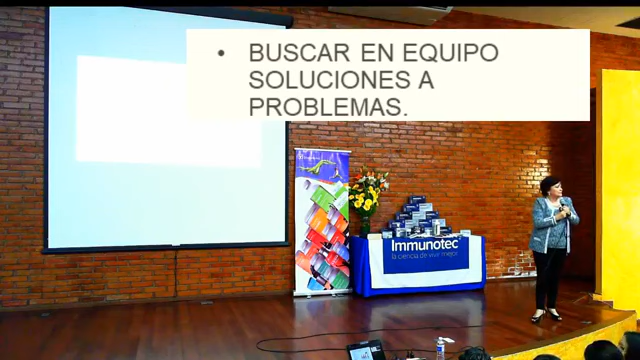 • BUSCAR EN EQUIPO
SOLUCIONES A
PROBLEMAS.
Immunotec
la ciencia de vivir mejor